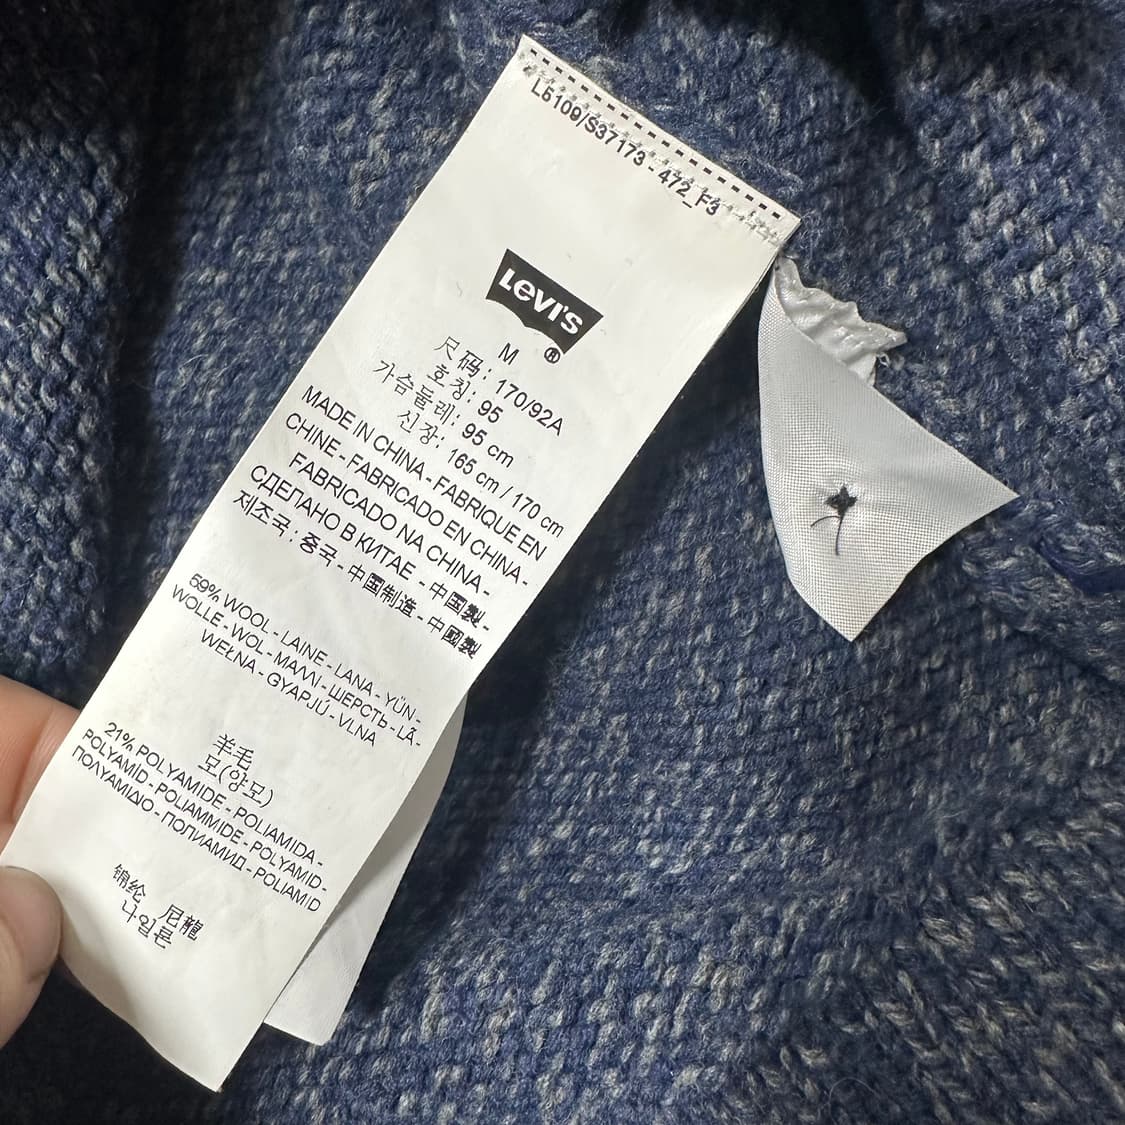 L5109/S37173 - 472_F3
Levi's
®
M
尺码: 170/92A
호칭: 95
가슴둘레: 95 cm
신장: 165 cm / 170 cm
MADE IN CHINA - FABRIQUE EN
CHINE - FABRICADO EN CHINA -
FABRICADO NA CHINA -
СДЕЛАНО В КИТАЕ - 中国製 -
제조국: 중국 - 中国制造 - 中國製
59% WOOL - LAINE - LANA - YÜN -
WOLLE - WOL - ΜΑΛΛΙ - ШЕРСТЬ - LÃ -
WEŁNA - GYAPJÚ - VLNA
羊毛
모(양모)
21% POLYAMIDE - POLIAMIDA -
POLYAMID - POLIAMMIDE - POLYAMID -
ΠΟΛΥΑΜΙΔΙΟ - ПОЛИАМИД - POLIAMID
锦纶 尼龍
나일론